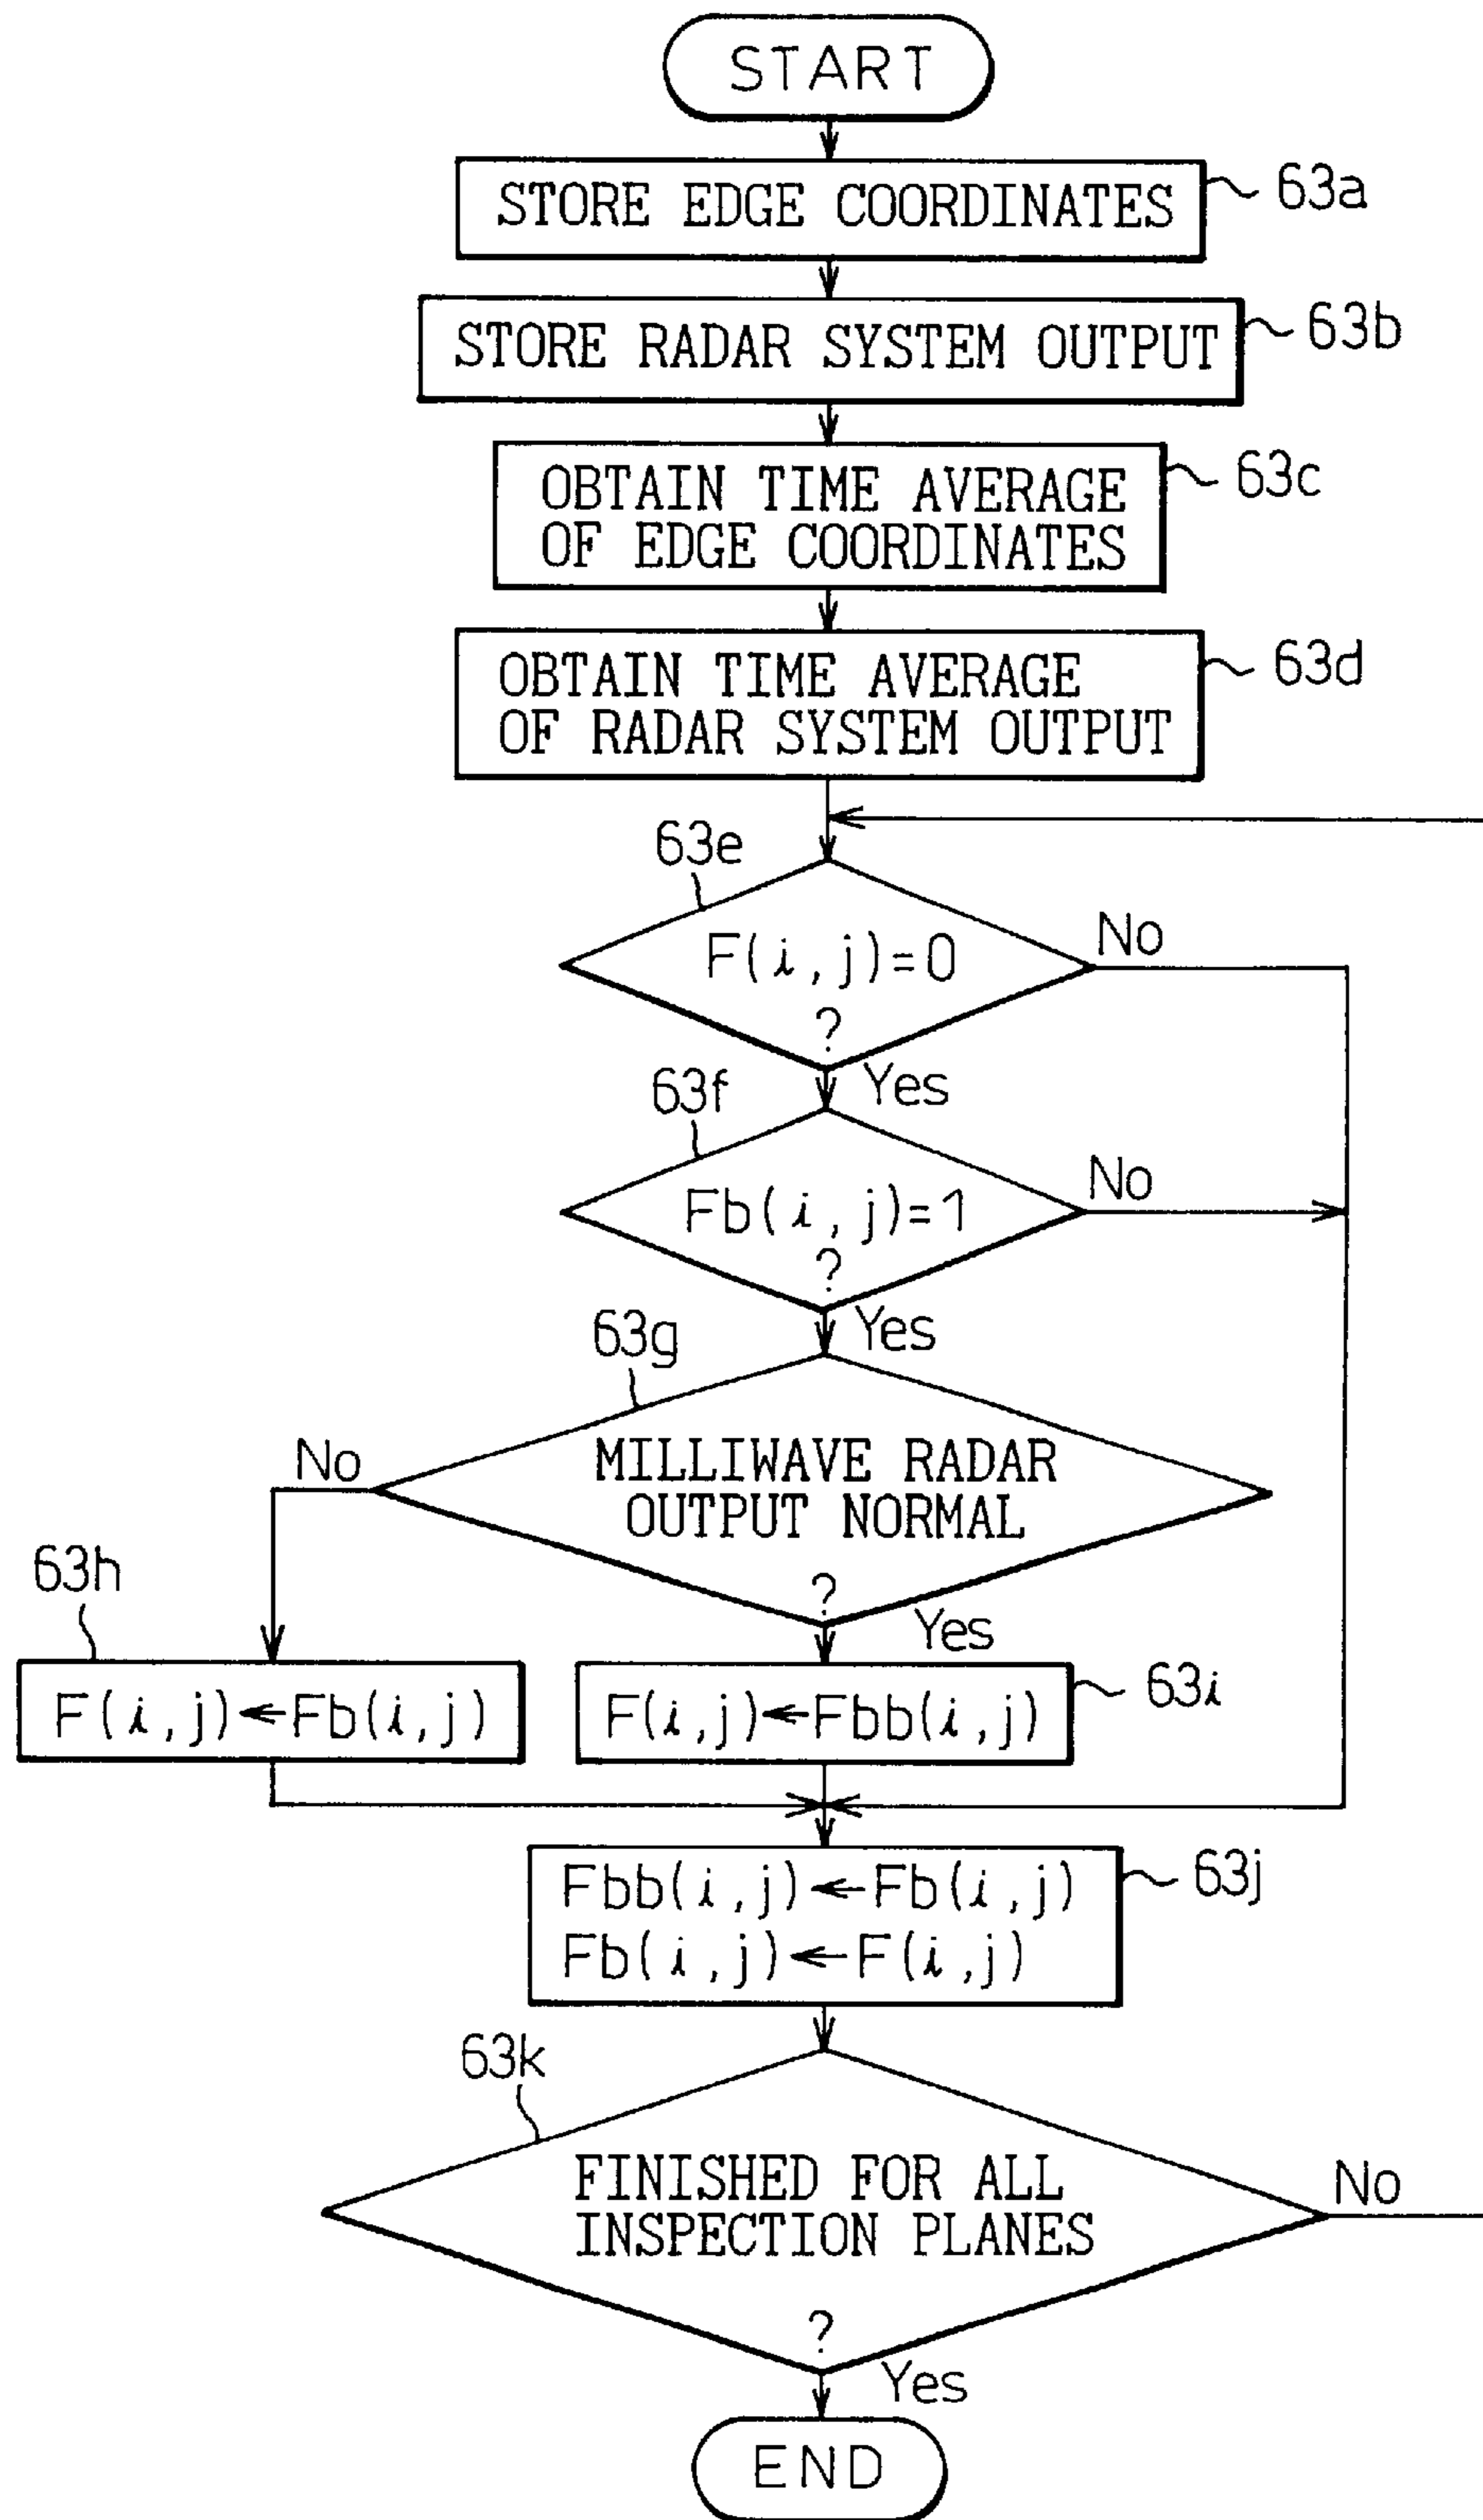 START
STORE EDGE COORDINATES
63a
STORE RADAR SYSTEM OUTPUT
63b
OBTAIN TIME AVERAGE
OF EDGE COORDINATES
63c
OBTAIN TIME AVERAGE
OF RADAR SYSTEM OUTPUT
63d
63e
F(i,j)=0
?
No
Yes
63f
Fb(i,j)=1
?
No
Yes
63g
MILLIWAVE RADAR
OUTPUT NORMAL
?
No
Yes
63h
F(i,j)←Fb(i,j)
F(i,j)←Fbb(i,j)
63i
Fbb(i,j)←Fb(i,j)
Fb(i,j)←F(i,j)
63j
63k
FINISHED FOR ALL
INSPECTION PLANES
?
No
Yes
END